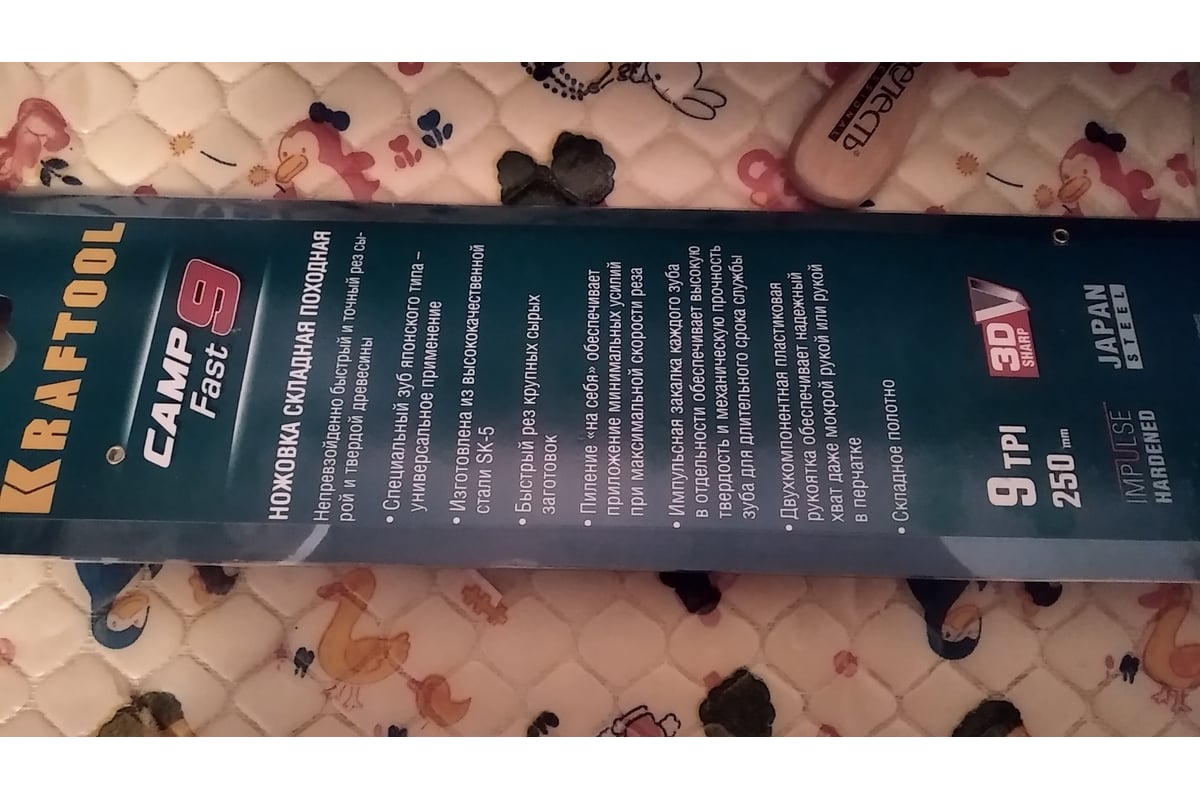 KRAFTOOL
CAMP 9
Fast
НОЖОВКА СКЛАДНАЯ ПОХОДНАЯ
Непревзойденно быстрый и точный рез сы-
рой и твердой древесины
• Специальный зуб японского типа –
универсальное применение
• Изготовлена из высококачественной
стали SK-5
• Быстрый рез крупных сырых
заготовок
• Пиление «на себя» обеспечивает
приложение минимальных усилий
при максимальной скорости реза
• Импульсная закалка каждого зуба
в отдельности обеспечивает высокую
твердость и механическую прочность
зуба для длительного срока службы
• Двухкомпонентная пластиковая
рукоятка обеспечивает надежный
хват даже мокрой рукой или рукой
в перчатке
• Складное полотно
9 TPI
250 mm
3D
SHARP
IMPULSE
HARDENED
JAPAN
STEEL